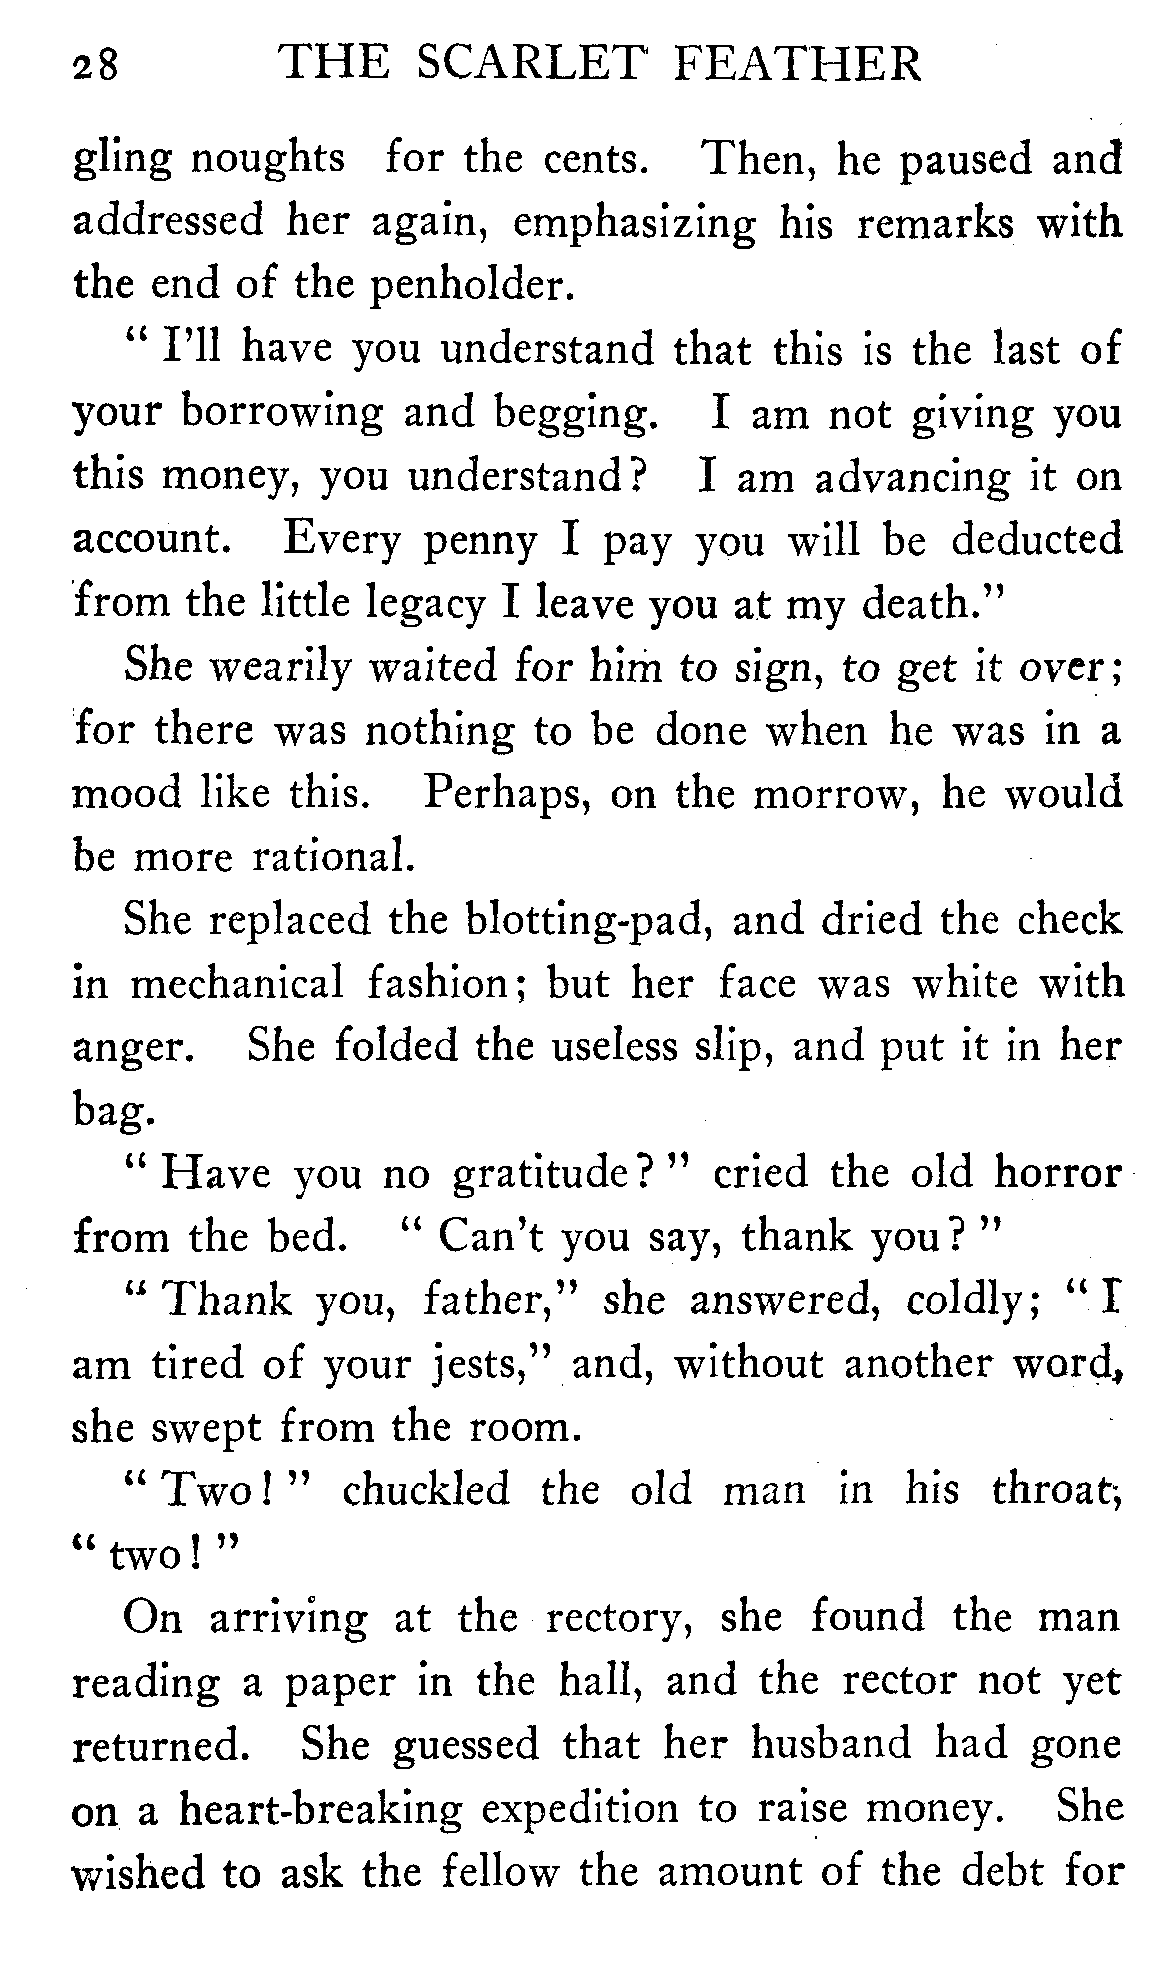 28 THE SCARLET FEATHER
gling noughts for the cents. Then, he paused and
addressed her again, emphasizing his remarks with
the end of the penholder.
" I'll have you understand that this is the last of
your borrowing and begging. I am not giving you
this money, you understand? I am advancing it on
account. Every penny I pay you will be deducted
from the little legacy I leave you at my death."
She wearily waited for him to sign, to get it over;
for there was nothing to be done when he was in a
mood like this. Perhaps, on the morrow, he would
be more rational.
She replaced the blotting-pad, and dried the check
in mechanical fashion; but her face was white with
anger. She folded the useless slip, and put it in her
bag.
" Have you no gratitude? " cried the old horror
from the bed. " Can't you say, thank you? "
" Thank you, father," she answered, coldly; " I
am tired of your jests," and, without another word,
she swept from the room.
" Two! " chuckled the old man in his throat;
" two! "
On arriving at the rectory, she found the man
reading a paper in the hall, and the rector not yet
returned. She guessed that her husband had gone
on a heart-breaking expedition to raise money. She
wished to ask the fellow the amount of the debt for